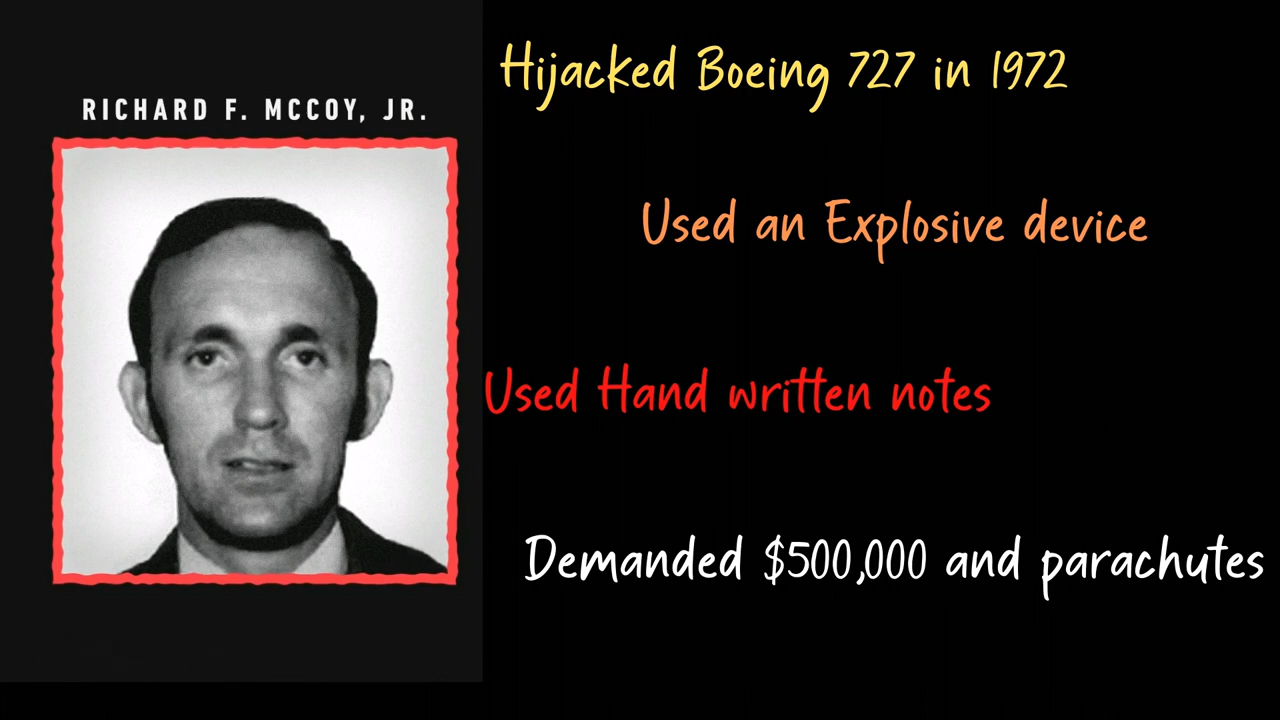 RICHARD F. MCCOY, JR.
Hijacked Boeing 727 in 1972
Used an Explosive device
Used Hand written notes
Demanded $500,000 and parachutes